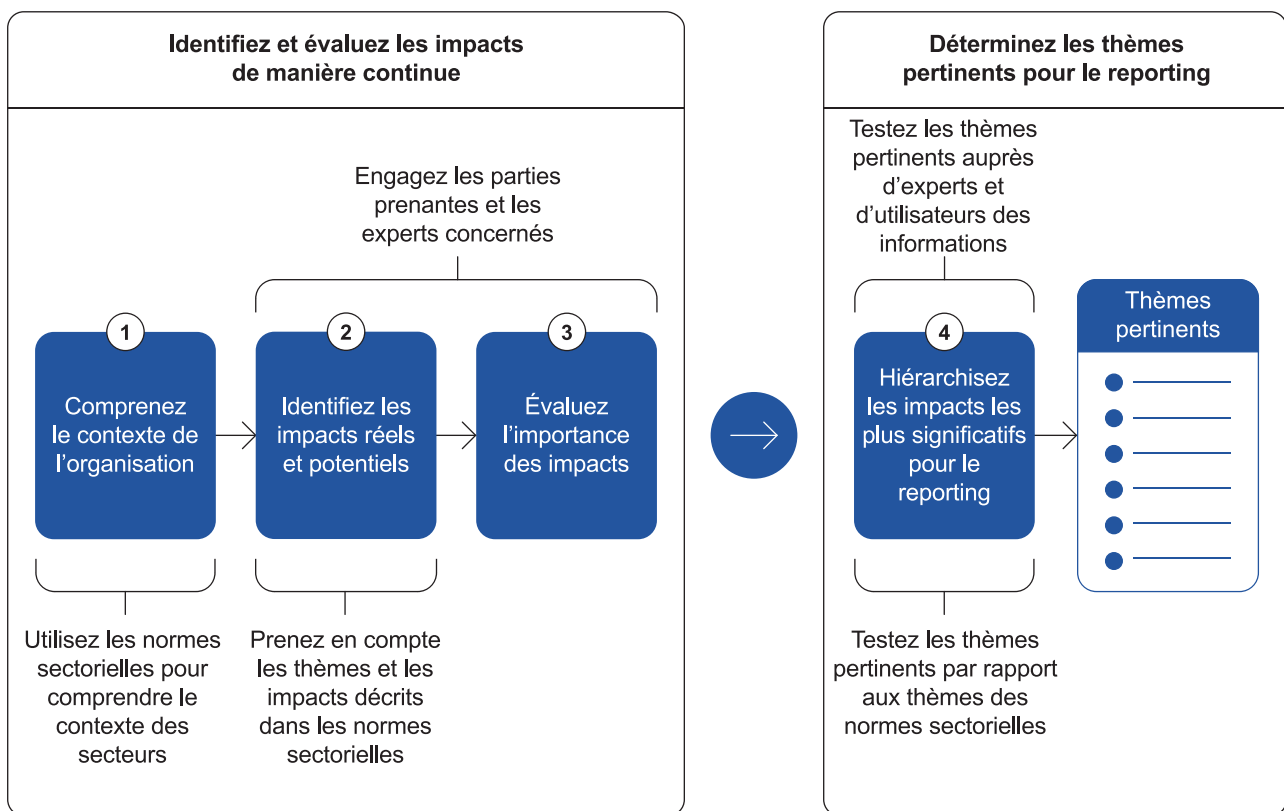 Identifiez et évaluez les impacts
de manière continue
Engagez les parties
prenantes et les
experts concernés
1
Comprenez
le contexte de
l'organisation
2
Identifiez les
impacts réels
et potentiels
3
Évaluez
l'importance
des impacts
Utilisez les normes
sectorielles pour
comprendre le
contexte des
secteurs
Prenez en compte
les thèmes et les
impacts décrits
dans les normes
sectorielles
Déterminez les thèmes
pertinents pour le reporting
Testez les thèmes
pertinents auprès
d'experts et
d'utilisateurs des
informations
4
Hiérarchisez
les impacts les
plus significatifs
pour le
reporting
Thèmes
pertinents
Testez les thèmes
pertinents par rapport
aux thèmes des
normes sectorielles